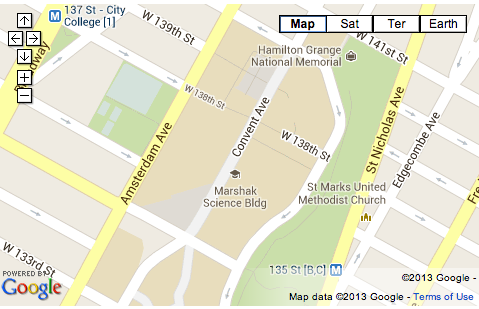 137 St - City
College [1]
Map
Sat
Ter
Earth
W 139th St
Hamilton Grange
National Memorial
W 141st St
Broadway
W 138th St
Convent Ave
W 138th St
St Nicholas Ave
Amsterdam Ave
Edgecombe Ave
Marshak
Science Bldg
St Marks United
Methodist Church
Fre
W 133rd St
135 St [B,C]
M
M
POWERED BY
Google
©2013 Google -
Map data ©2013 Google - Terms of Use